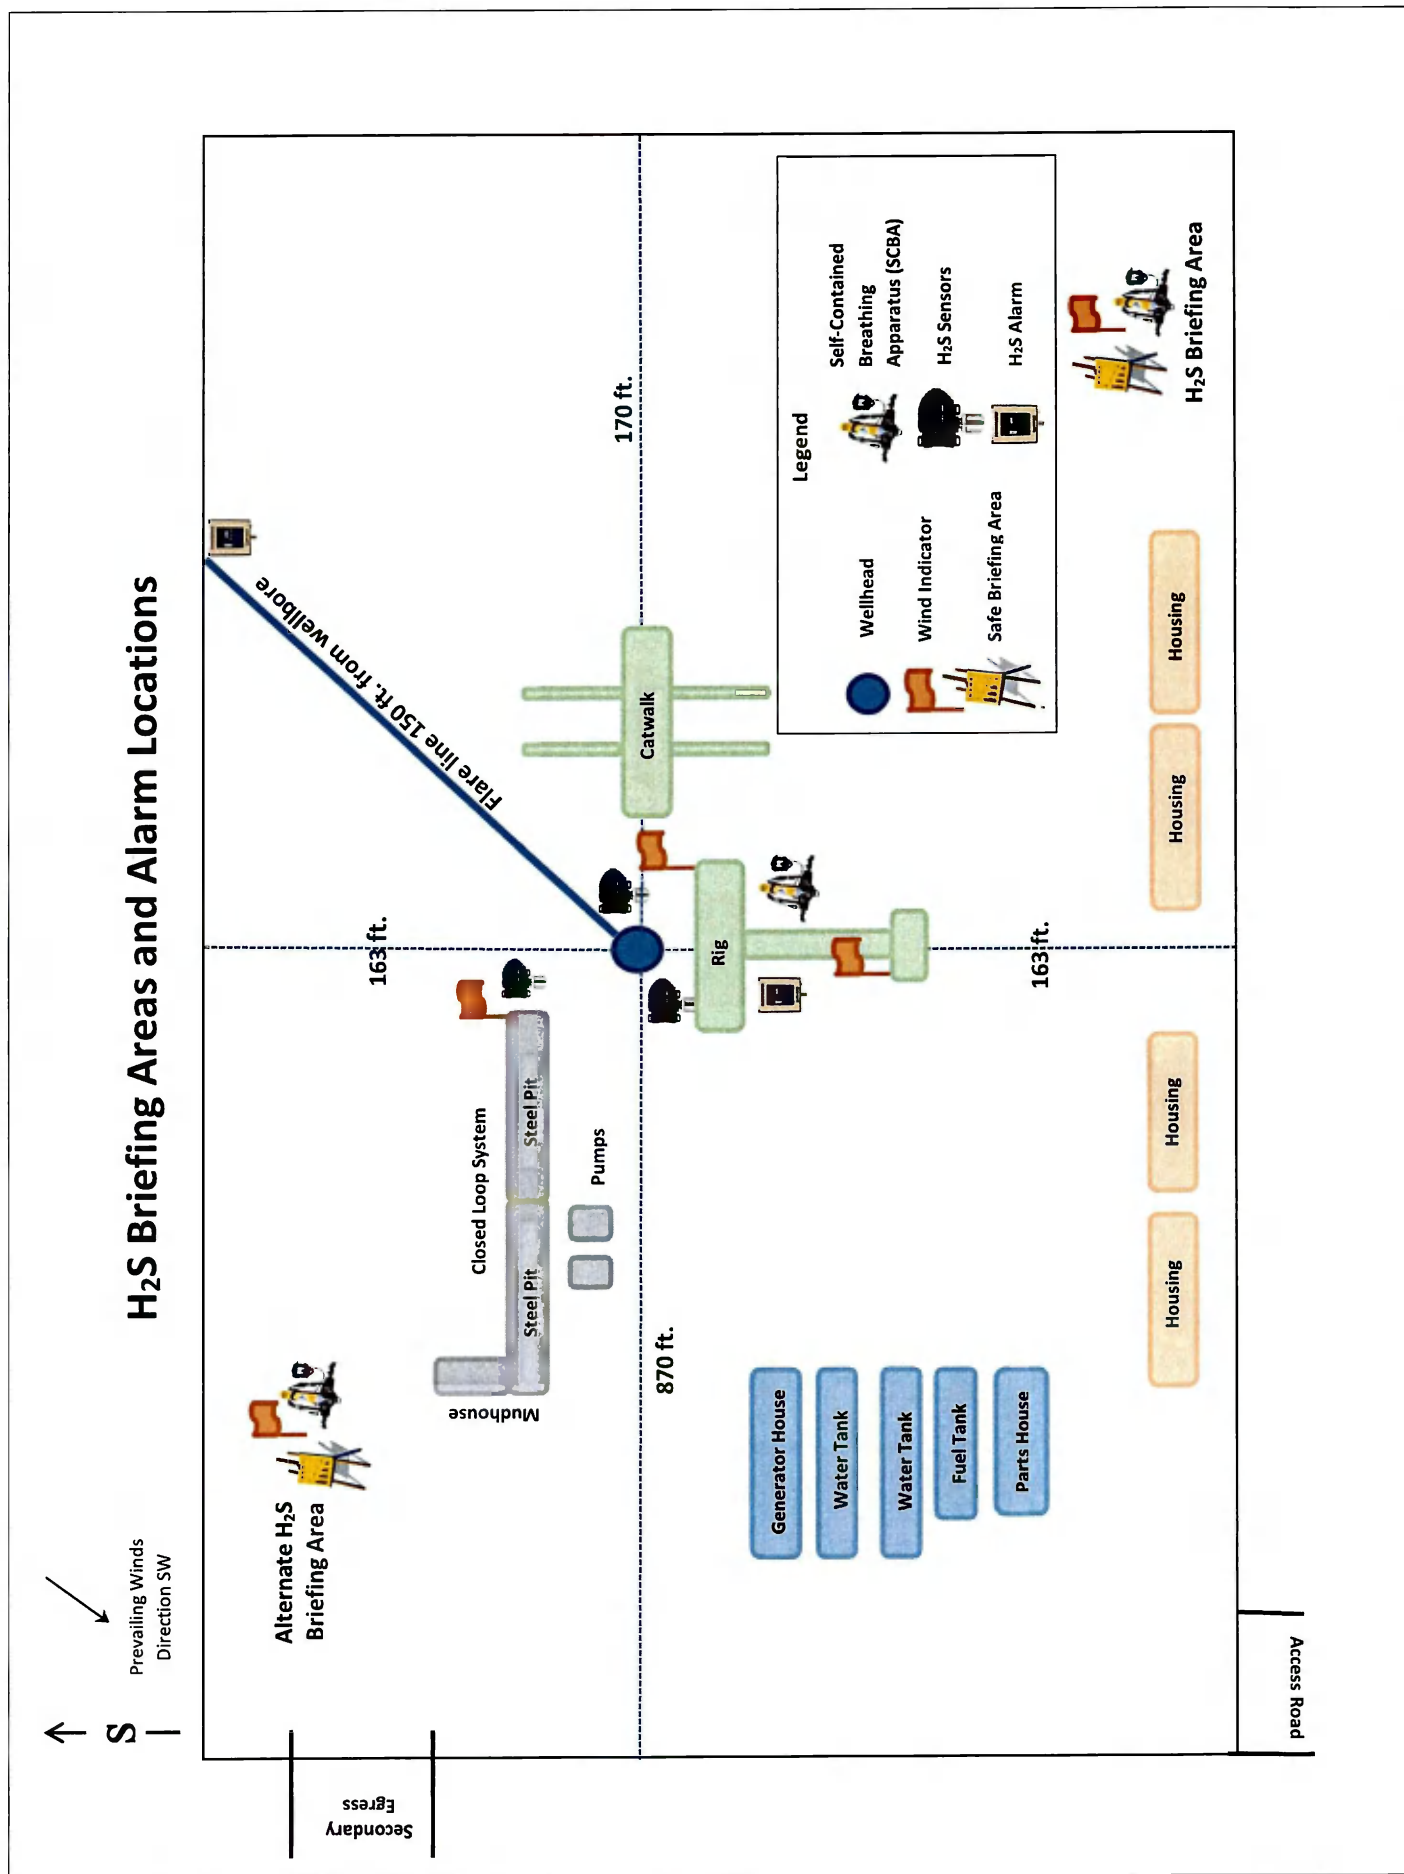 H₂S Briefing Areas and Alarm Locations
S
Prevailing Winds
Direction SW
Secondary
Egress
Alternate H₂S
Briefing Area
163 ft.
Flare line 150 ft. from wellbore
Closed Loop System
Mudhouse
Steel Pit
Steel Pit
Pumps
870 ft.
170 ft.
Catwalk
Rig
163 ft.
Generator House
Water Tank
Water Tank
Fuel Tank
Parts House
Legend
Wellhead
Wind Indicator
Safe Briefing Area
Self-Contained
Breathing
Apparatus (SCBA)
H₂S Sensors
H₂S Alarm
Housing
Housing
Housing
Housing
H₂S Briefing Area
Access Road